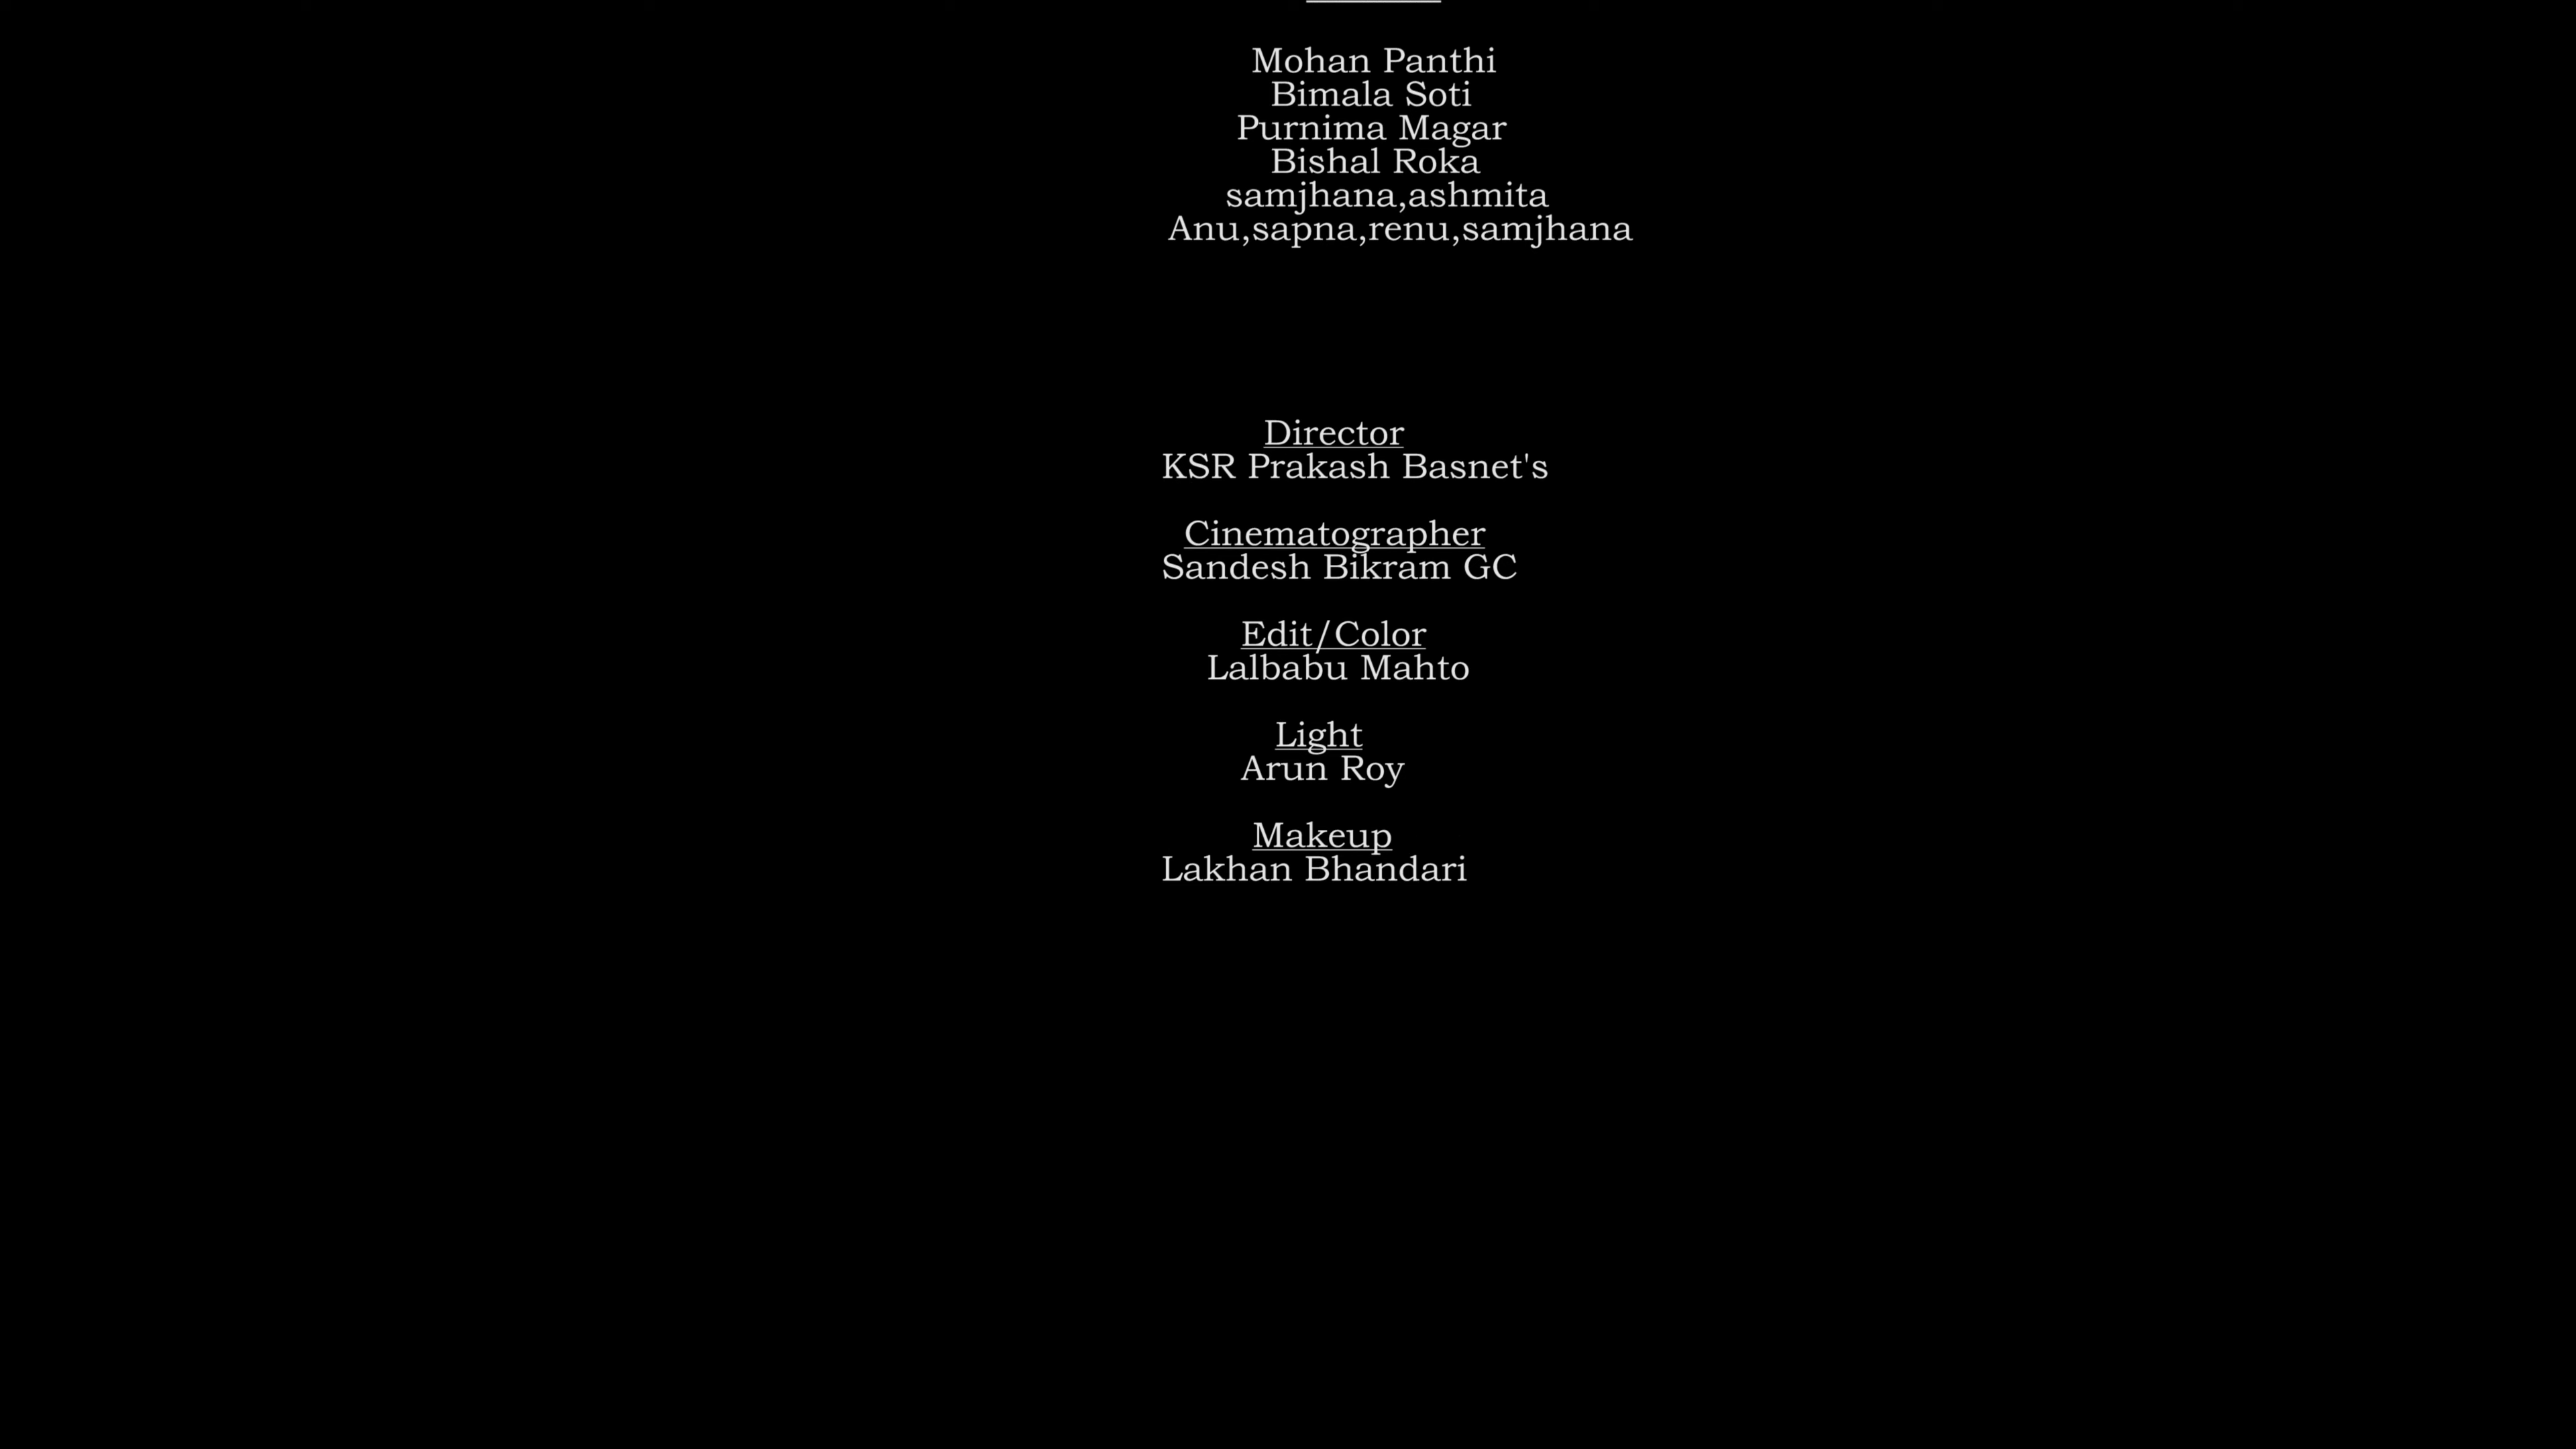 Mohan Panthi
Bimala Soti
Purnima Magar
Bishal Roka
samjhana,ashmita
Anu,sapna,renu,samjhana
Director
KSR Prakash Basnet's
Cinematographer
Sandesh Bikram GC
Edit/Color
Lalbabu Mahto
Light
Arun Roy
Makeup
Lakhan Bhandari